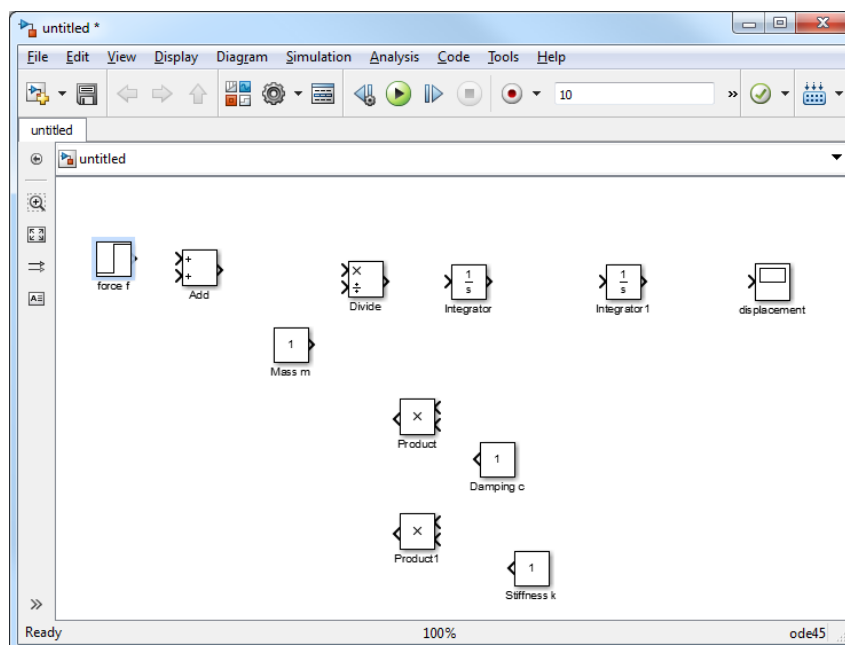 untitled *
File Edit View Display Diagram Simulation Analysis Code Tools Help
10 »
untitled
untitled
force f
+
+
Add
×
÷
Divide
1
s
Integrator
1
s
Integrator1
displacement
1
Mass m
×
Product
1
Damping c
×
Product1
1
Stiffness k
»
Ready 100% ode45